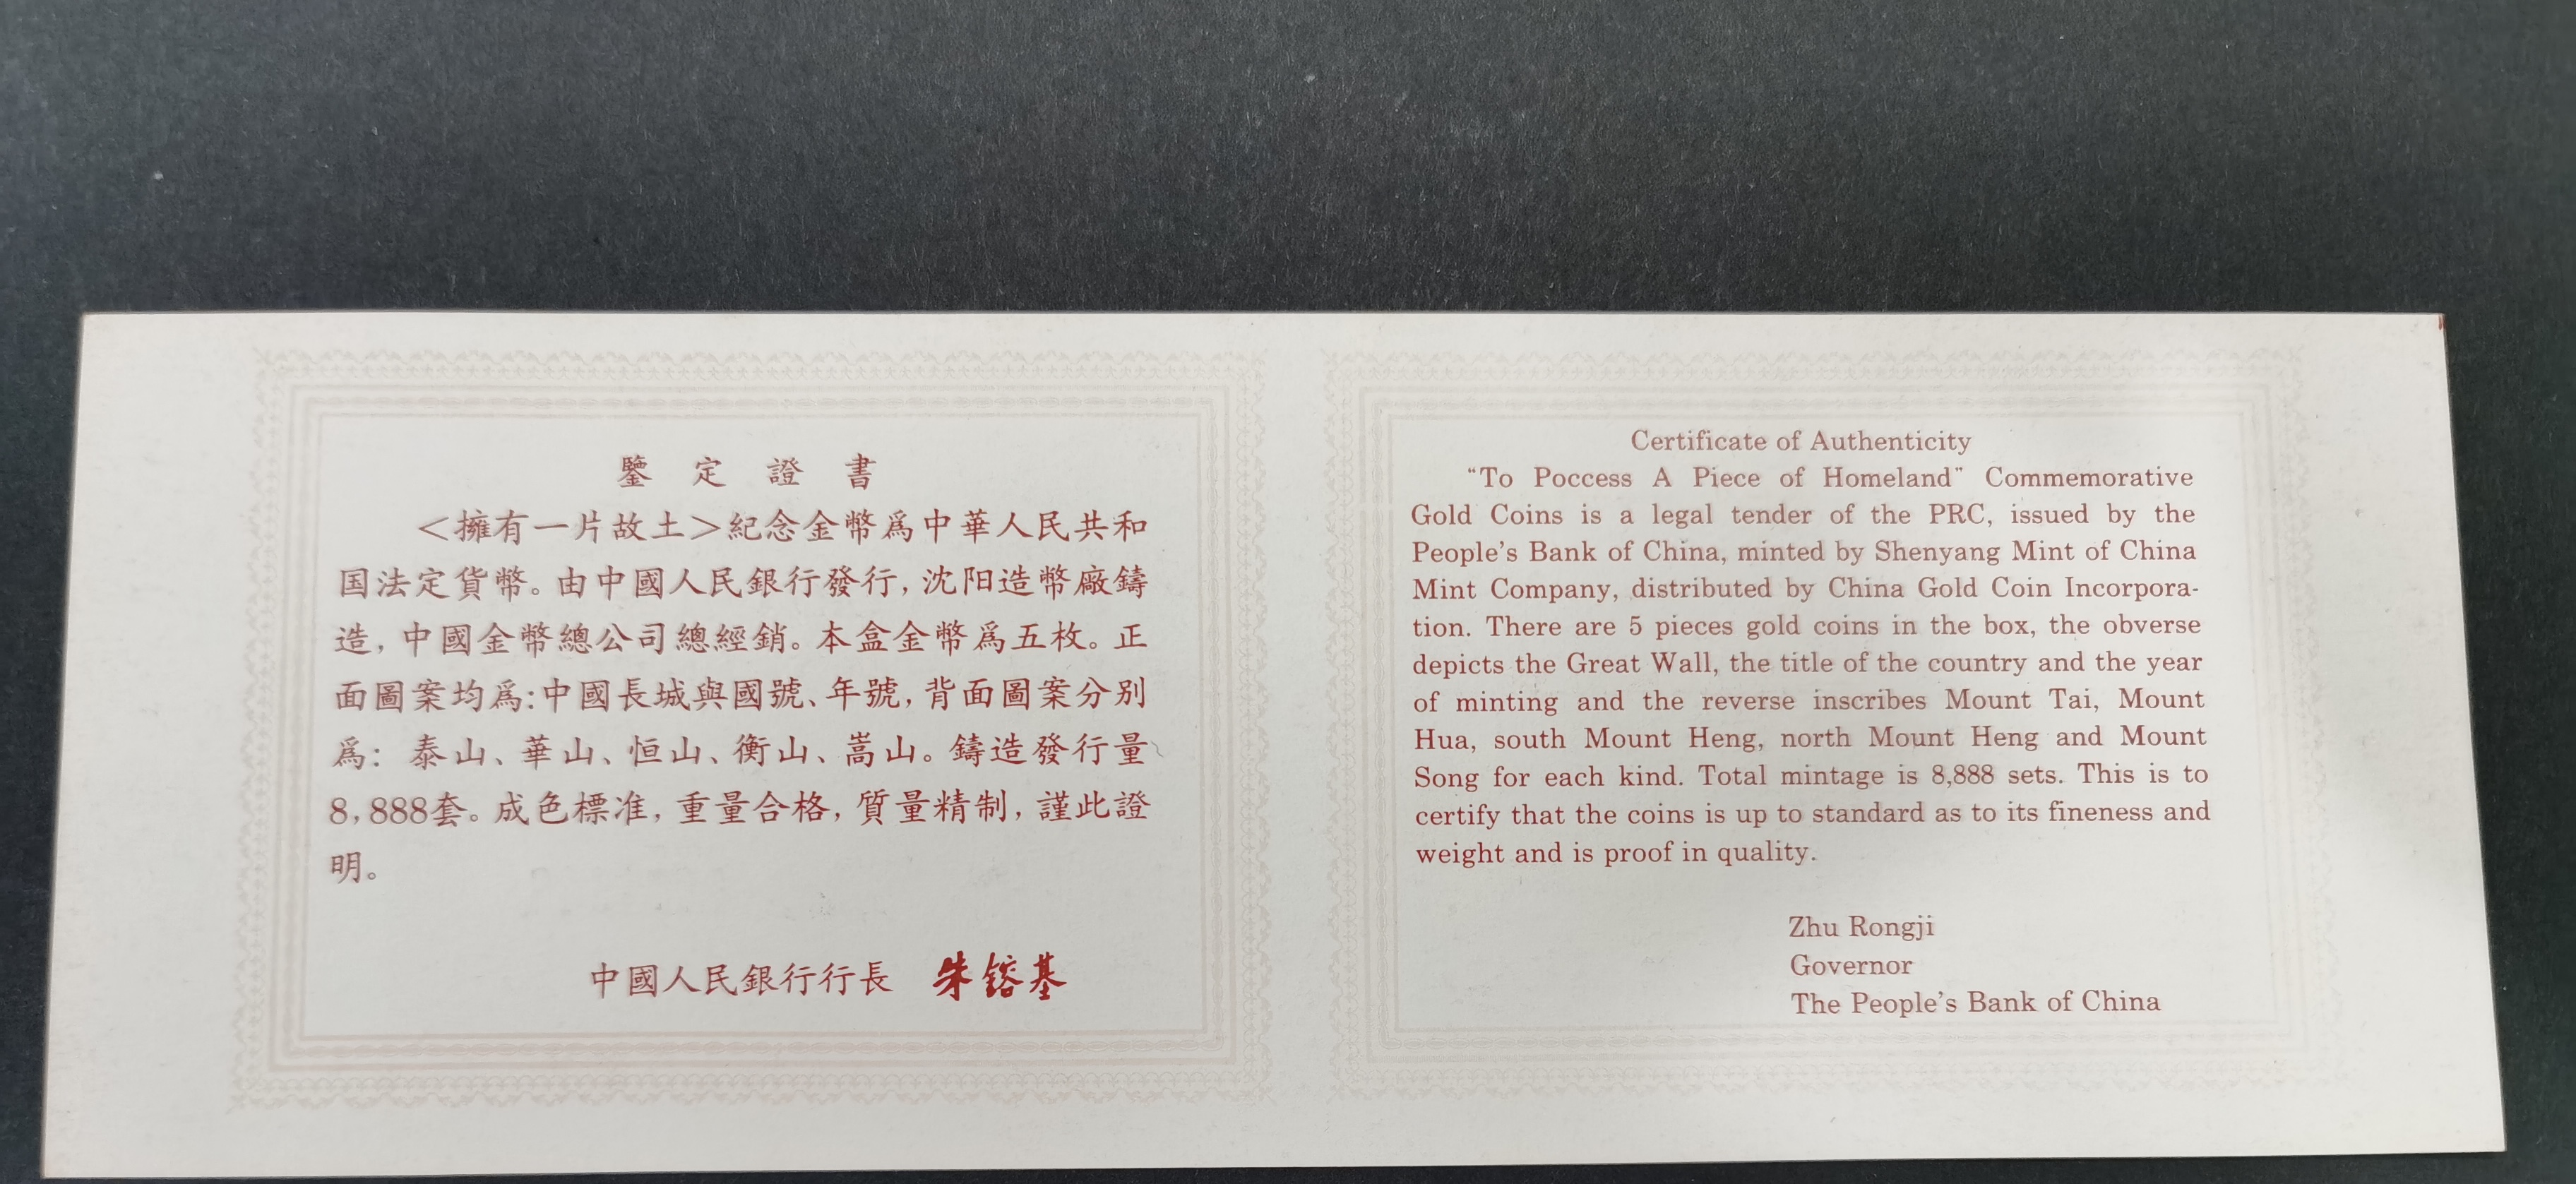 鑒定證書
＜擁有一片故土＞紀念金幣爲中華人民共和
国法定貨幣。由中國人民銀行發行，沈阳造幣廠鑄
造，中國金幣總公司總經銷。本盒金幣爲五枚。正
面圖案均爲：中國長城與國號、年號，背面圖案分别
爲：泰山、華山、恒山、衡山、嵩山。鑄造發行量
8,888套。成色標准，重量合格，質量精制，謹此證
明。
中國人民銀行行長 朱鎔基
Certificate of Authenticity
“To Poccess A Piece of Homeland” Commemorative
Gold Coins is a legal tender of the PRC, issued by the
People’s Bank of China, minted by Shenyang Mint of China
Mint Company, distributed by China Gold Coin Incorpora-
tion. There are 5 pieces gold coins in the box, the obverse
depicts the Great Wall, the title of the country and the year
of minting and the reverse inscribes Mount Tai, Mount
Hua, south Mount Heng, north Mount Heng and Mount
Song for each kind. Total mintage is 8,888 sets. This is to
certify that the coins is up to standard as to its fineness and
weight and is proof in quality.
Zhu Rongji
Governor
The People’s Bank of China